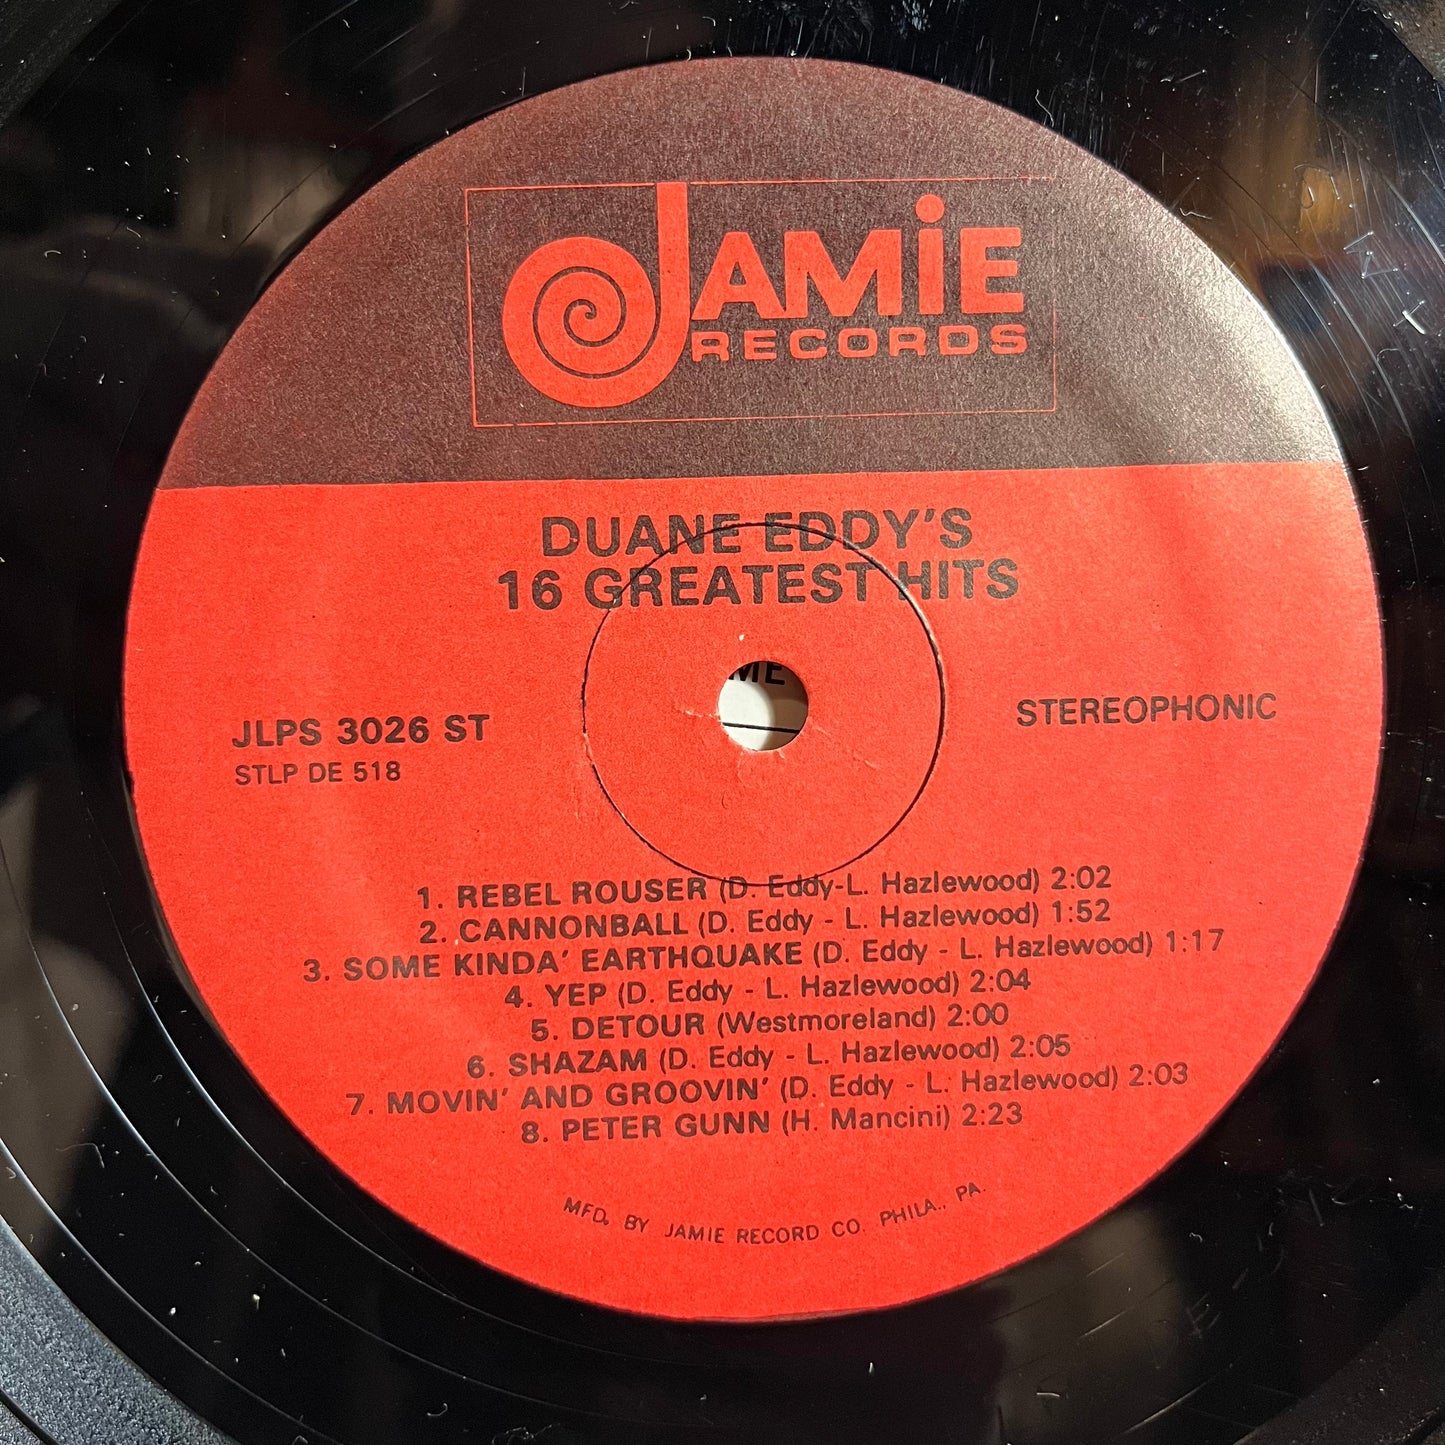 JAMiE
RECORDS
DUANE EDDY'S
16 GREATEST HITS
ME
JLPS 3026 ST
STLP DE 518
STEREOPHONIC
1. REBEL ROUSER (D. Eddy-L. Hazlewood) 2:02
2. CANNONBALL (D. Eddy - L. Hazlewood) 1:52
3. SOME KINDA' EARTHQUAKE (D. Eddy - L. Hazlewood) 1:17
4. YEP (D. Eddy - L. Hazlewood) 2:04
5. DETOUR (Westmoreland) 2:00
6. SHAZAM (D. Eddy - L. Hazlewood) 2:05
7. MOVIN' AND GROOVIN' (D. Eddy - L. Hazlewood) 2:03
8. PETER GUNN (H. Mancini) 2:23
MFD. BY JAMIE RECORD CO. PHILA., PA.